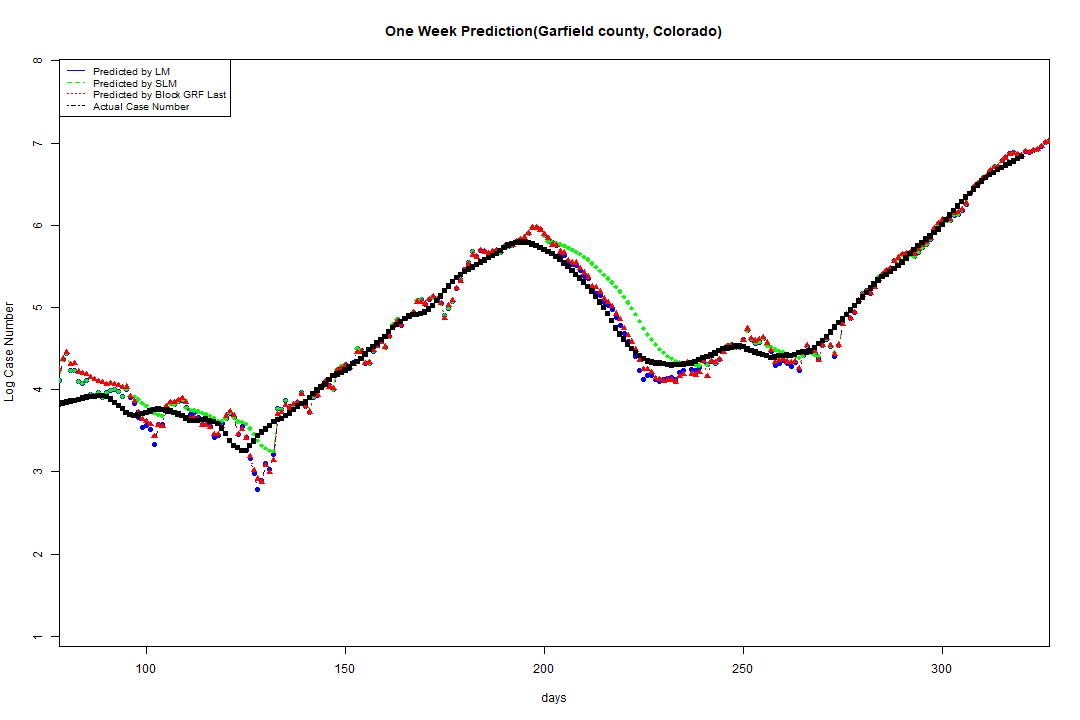 One Week Prediction(Garfield county, Colorado)
Predicted by LM
Predicted by SLM
Predicted by Block GRF Last
Actual Case Number
8
7
6
5
4
3
2
1
Log Case Number
100 150 200 250 300
days